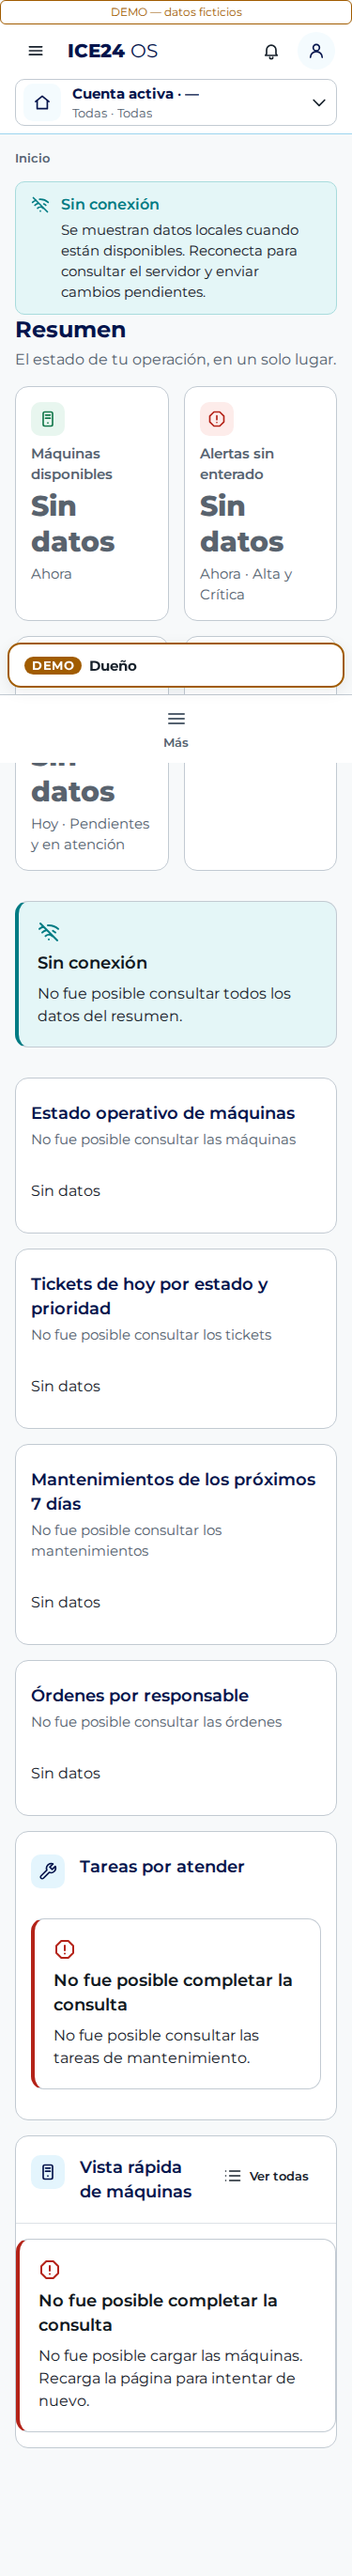 DEMO — datos ficticios
ICE24 OS
Cuenta activa · —
Todas · Todas
Inicio
Sin conexión
Se muestran datos locales cuando
están disponibles. Reconecta para
consultar el servidor y enviar
cambios pendientes.
Resumen
El estado de tu operación, en un solo lugar.
Máquinas
disponibles
Sin
datos
Ahora
Alertas sin
enterado
Sin
datos
Ahora · Alta y
Crítica
DEMO Dueño
Más
datos
Hoy · Pendientes
y en atención
Sin conexión
No fue posible consultar todos los
datos del resumen.
Estado operativo de máquinas
No fue posible consultar las máquinas
Sin datos
Tickets de hoy por estado y
prioridad
No fue posible consultar los tickets
Sin datos
Mantenimientos de los próximos
7 días
No fue posible consultar los
mantenimientos
Sin datos
Órdenes por responsable
No fue posible consultar las órdenes
Sin datos
Tareas por atender
No fue posible completar la
consulta
No fue posible consultar las
tareas de mantenimiento.
Vista rápida
de máquinas
Ver todas
No fue posible completar la
consulta
No fue posible cargar las máquinas.
Recarga la página para intentar de
nuevo.